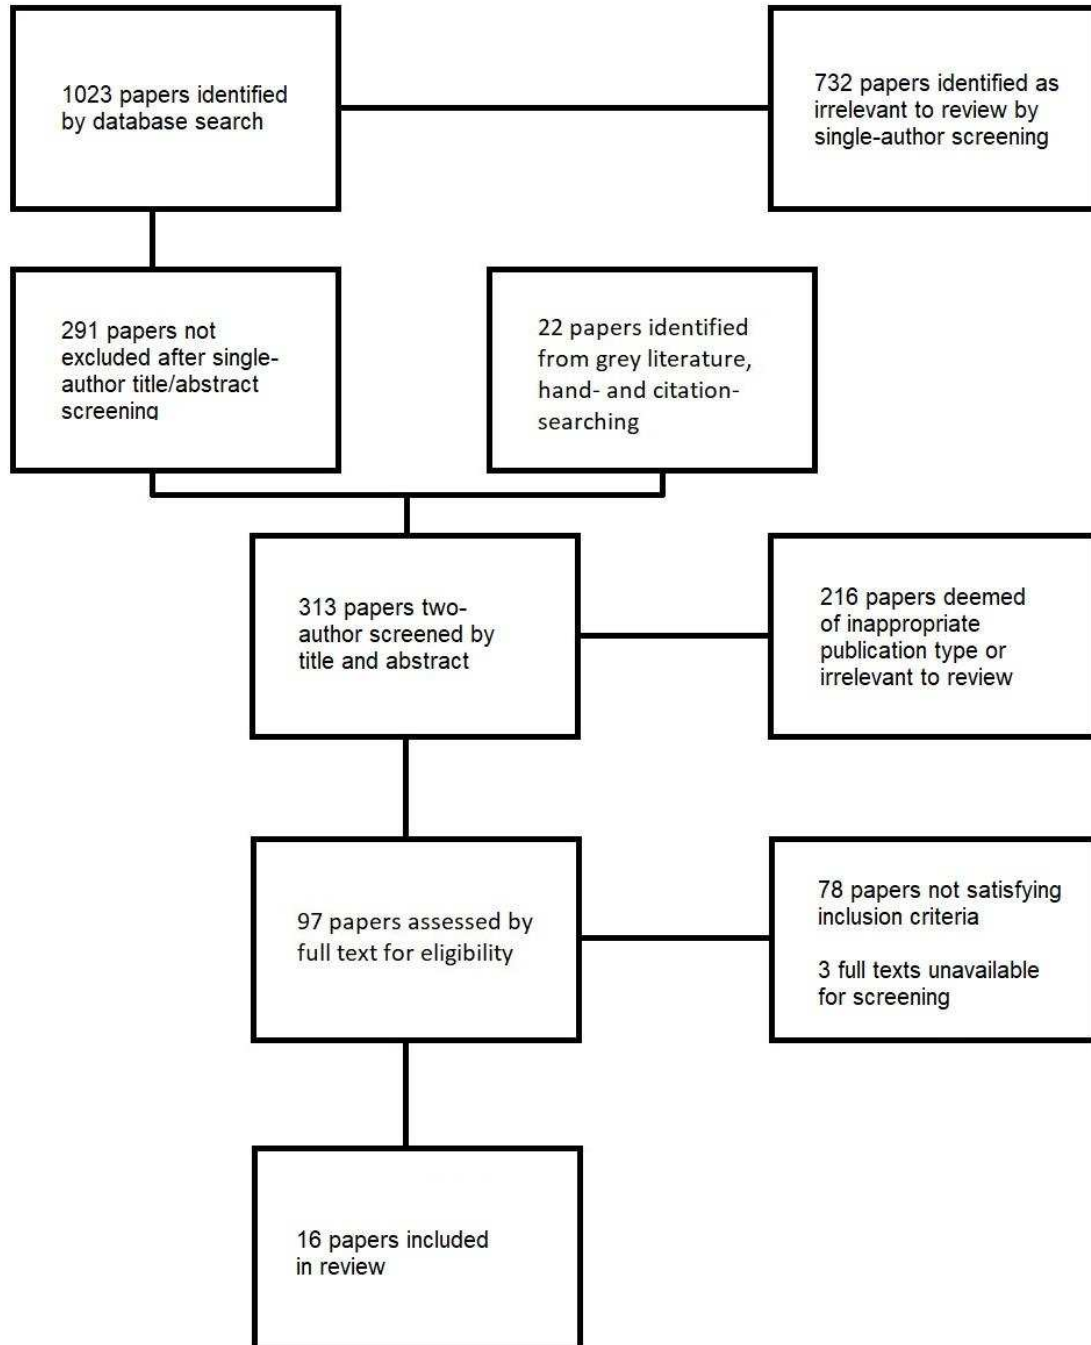 1023 papers identified
by database search
732 papers identified as
irrelevant to review by
single-author screening
291 papers not
excluded after single-
author title/abstract
screening
22 papers identified
from grey literature,
hand- and citation-
searching
313 papers two-
author screened by
title and abstract
216 papers deemed
of inappropriate
publication type or
irrelevant to review
97 papers assessed by
full text for eligibility
78 papers not satisfying
inclusion criteria
3 full texts unavailable
for screening
16 papers included
in review